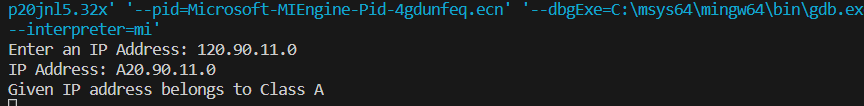 p20jnl5.32x' '--pid=Microsoft-MIEngine-Pid-4gdunfeq.ecn' '--dbgExe=C:\msys64\mingw64\bin\gdb.ex
--interpreter=mi'
Enter an IP Address: 120.90.11.0
IP Address: A20.90.11.0
Given IP address belongs to Class A